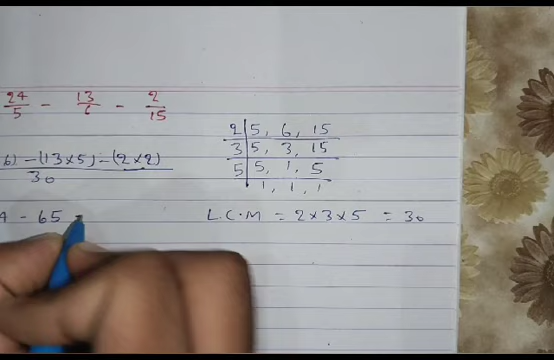 24/5 - 13/6 - 2/15
6) - (13×5) - (2×2) / 30
4 - 65 -
2 | 5, 6, 15
3 | 5, 3, 15
5 | 5, 1, 5
1, 1, 1
L.C.M = 2×3×5 = 30